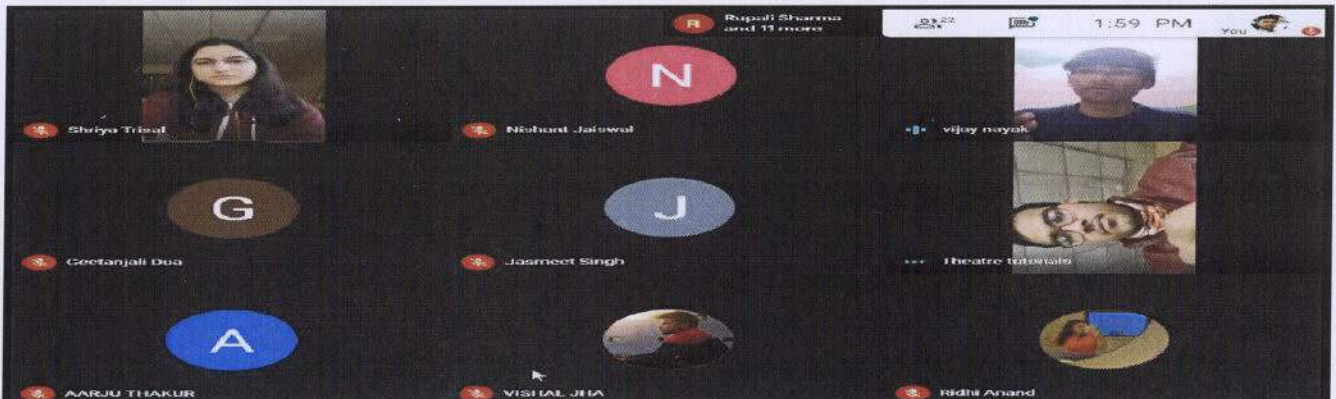 R
Rupali Sharma
and 11 more
22
1:59 PM
You
Shriya Trisal
N
Nishant Jaiswal
vijay nayak
G
Geetanjali Dua
J
Jasmeet Singh
Theatre tutorials
A
AARJU THAKUR
VISHAL JHA
Ridhi Anand